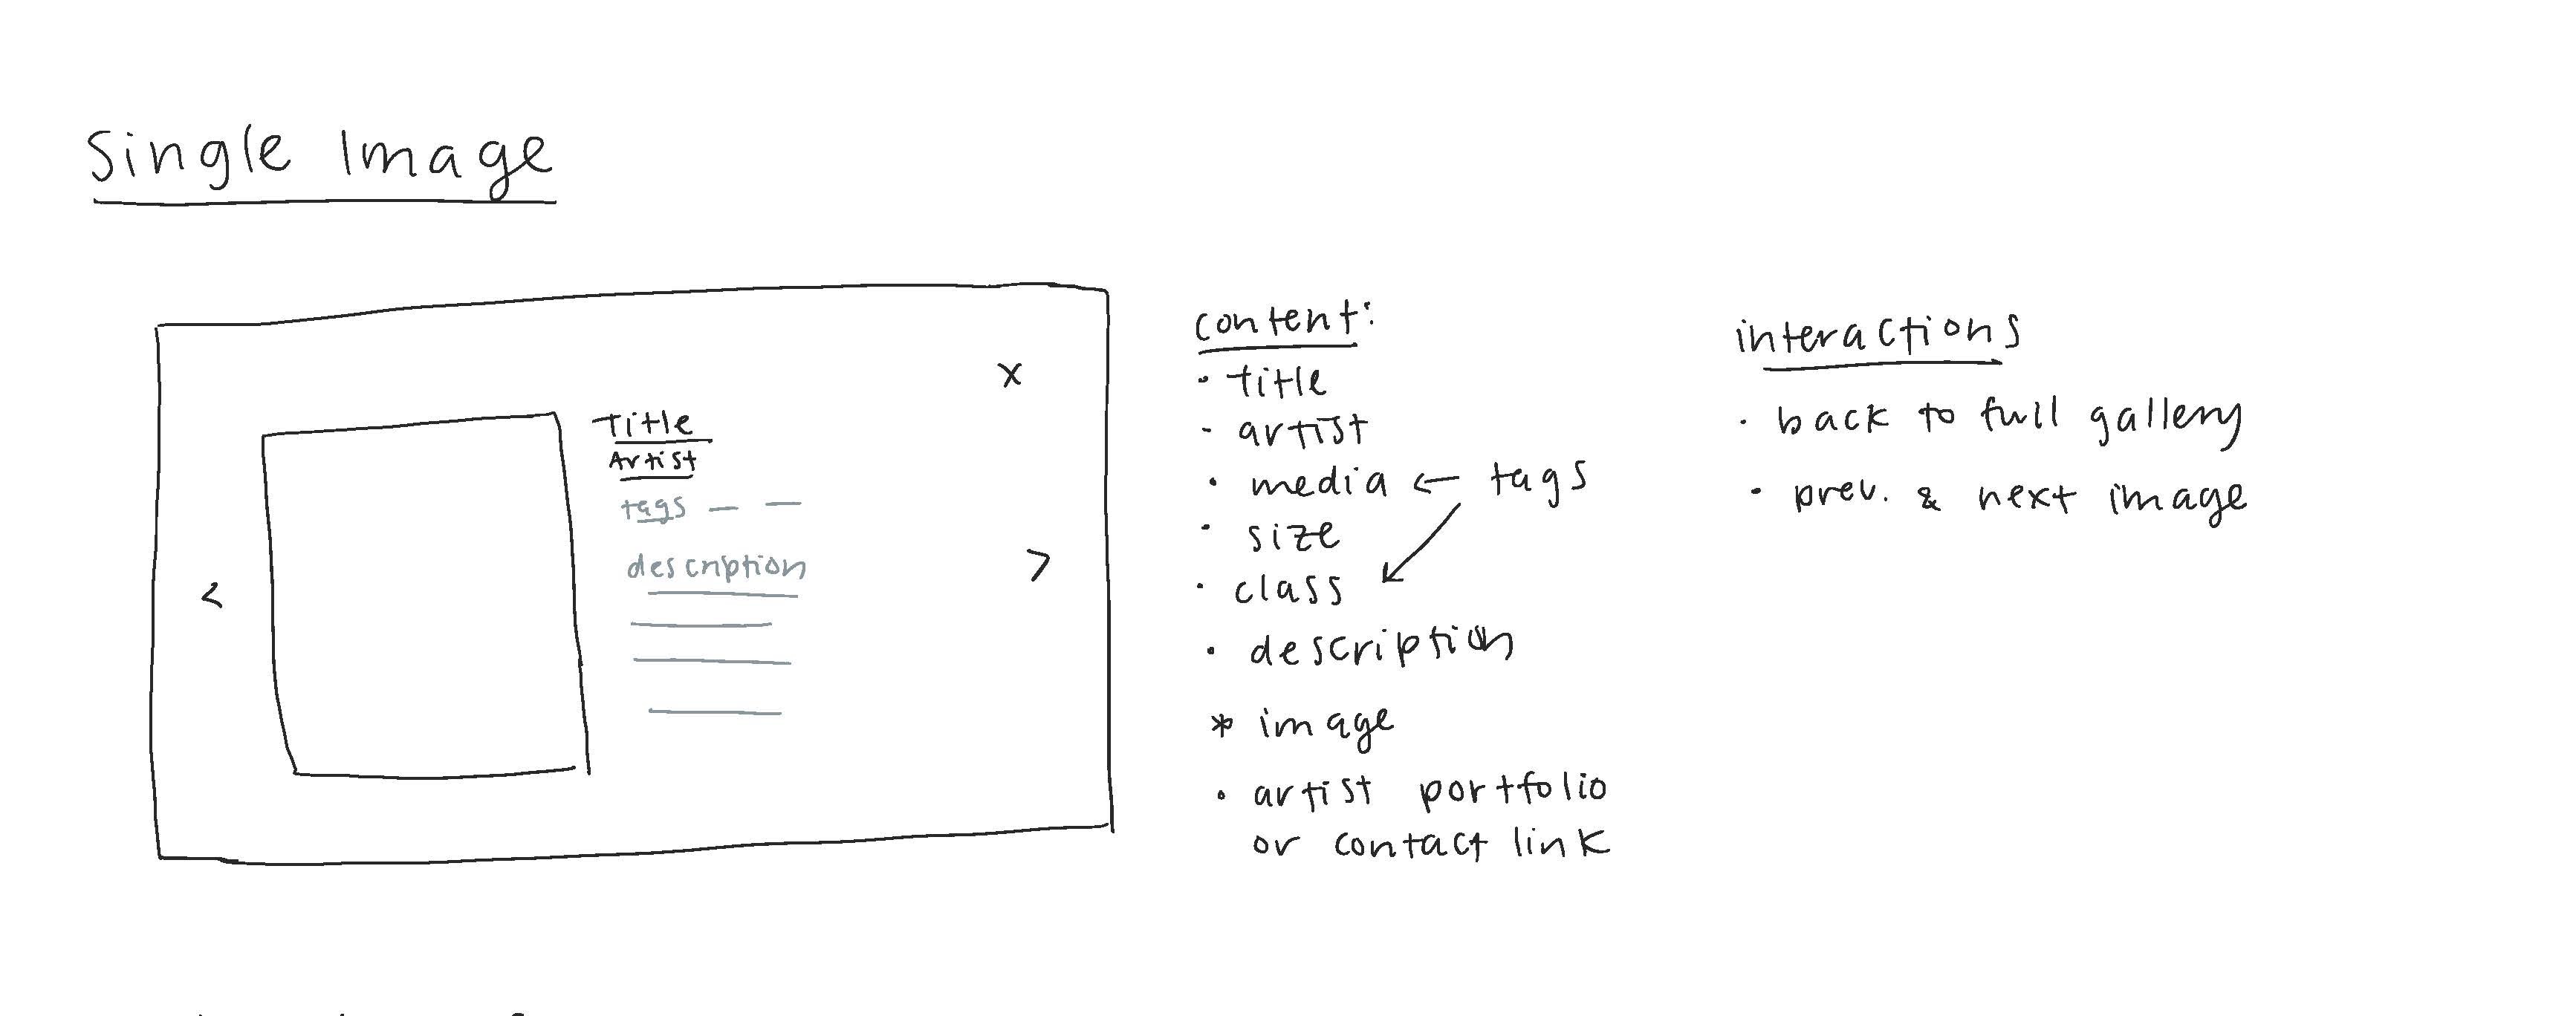 Single Image
x
Title
Artist
tags
description
<
>
content:
· title
- artist
· media ← tags
· size
· class
· description
* image
· artist portfolio
or contact link
interactions
· back to full gallery
· prev. & next image